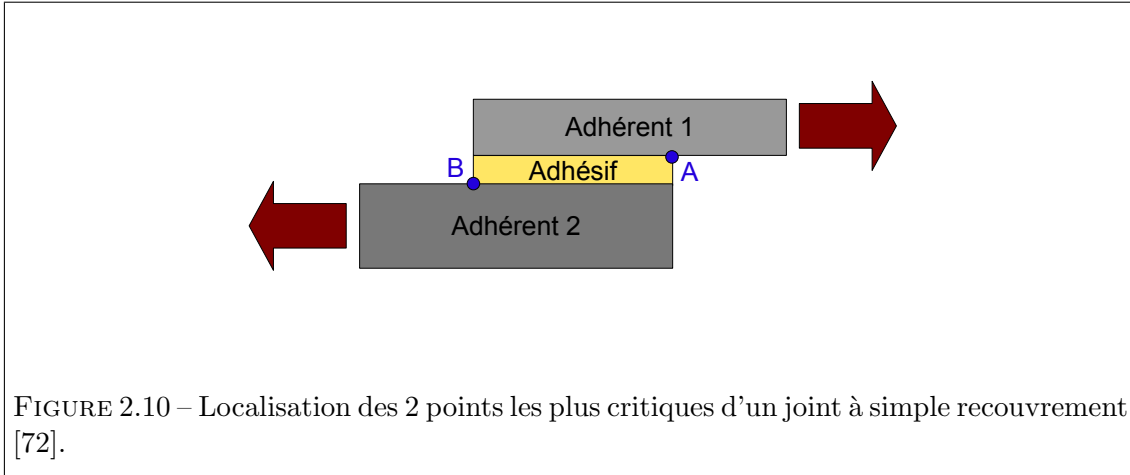 Adhérent 1
B
Adhésif
A
Adhérent 2
FIGURE 2.10 – Localisation des 2 points les plus critiques d'un joint à simple recouvrement
[72].